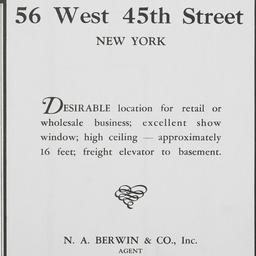 56 West 45th Street
NEW YORK
DESIRABLE location for retail or
wholesale business; excellent show
window; high ceiling — approximately
16 feet; freight elevator to basement.
N. A. BERWIN & CO., Inc.
AGENT